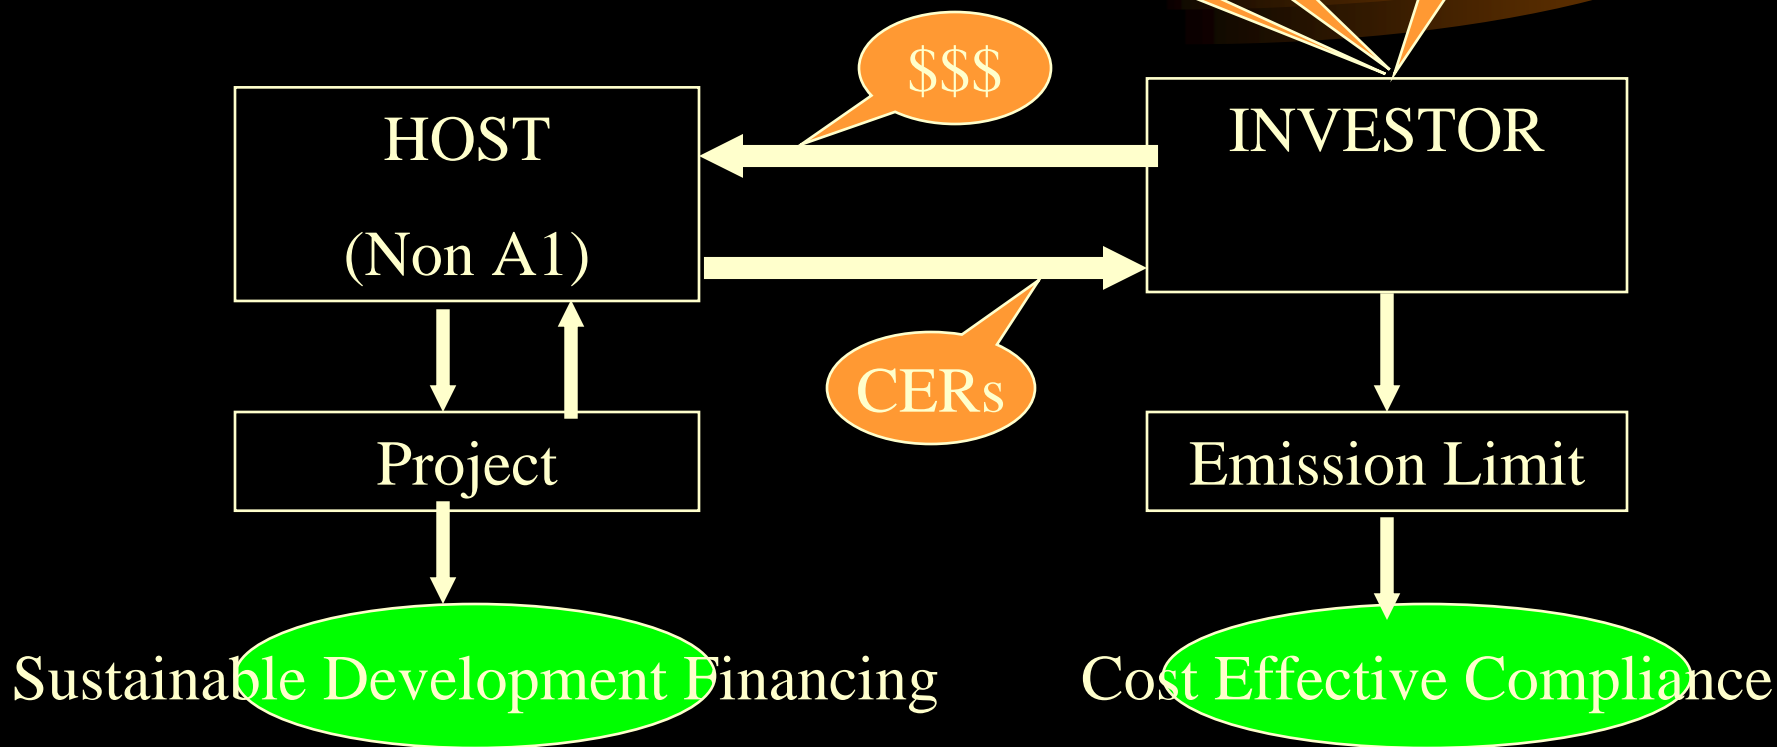 $$$
HOST
(Non A1)
INVESTOR
CERs
Project
Emission Limit
Sustainable Development Financing
Cost Effective Compliance